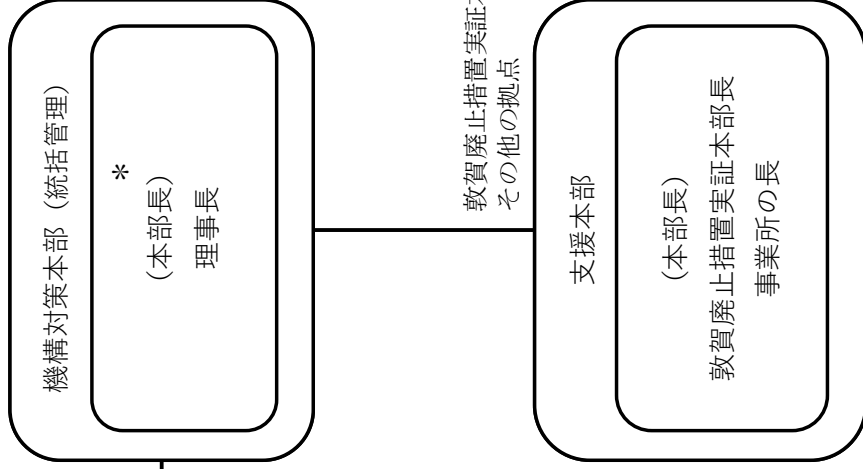 機構対策本部（統括管理）
*
（本部長）
理事長
敦賀廃止措置実証本
その他の拠点
支援本部
（本部長）
敦賀廃止措置実証本部長
事業所の長